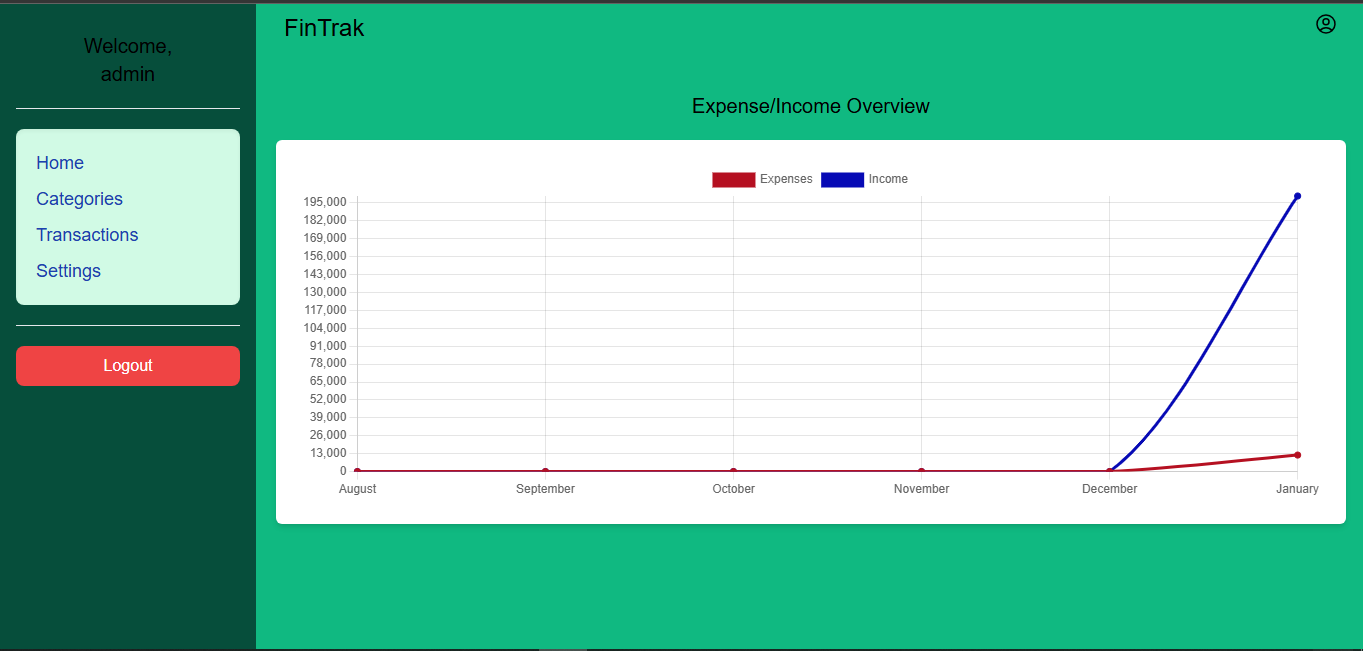 Welcome,
admin
Home
Categories
Transactions
Settings
Logout
FinTrak
Expense/Income Overview
Expenses Income
195,000
182,000
169,000
156,000
143,000
130,000
117,000
104,000
91,000
78,000
65,000
52,000
39,000
26,000
13,000
0
August September October November December January